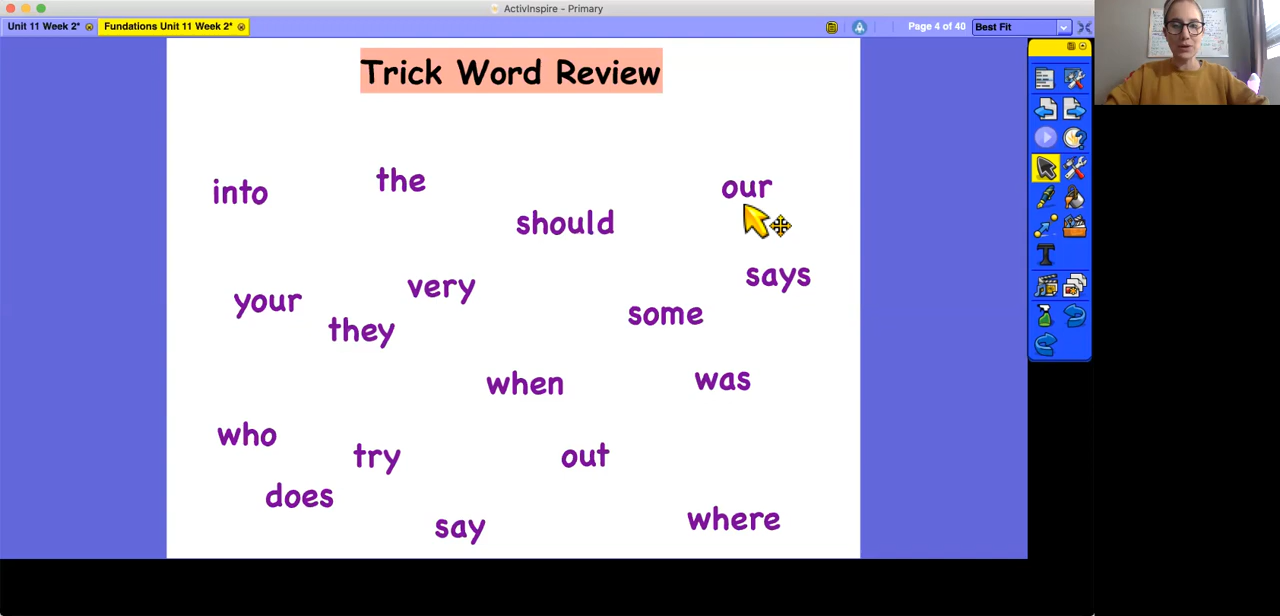 ActivInspire - Primary
Unit 11 Week 2*
Fundations Unit 11 Week 2*
Page 4 of 40
Best Fit
Trick Word Review
into
the
our
should
says
your
very
some
they
when
was
who
try
out
does
say
where